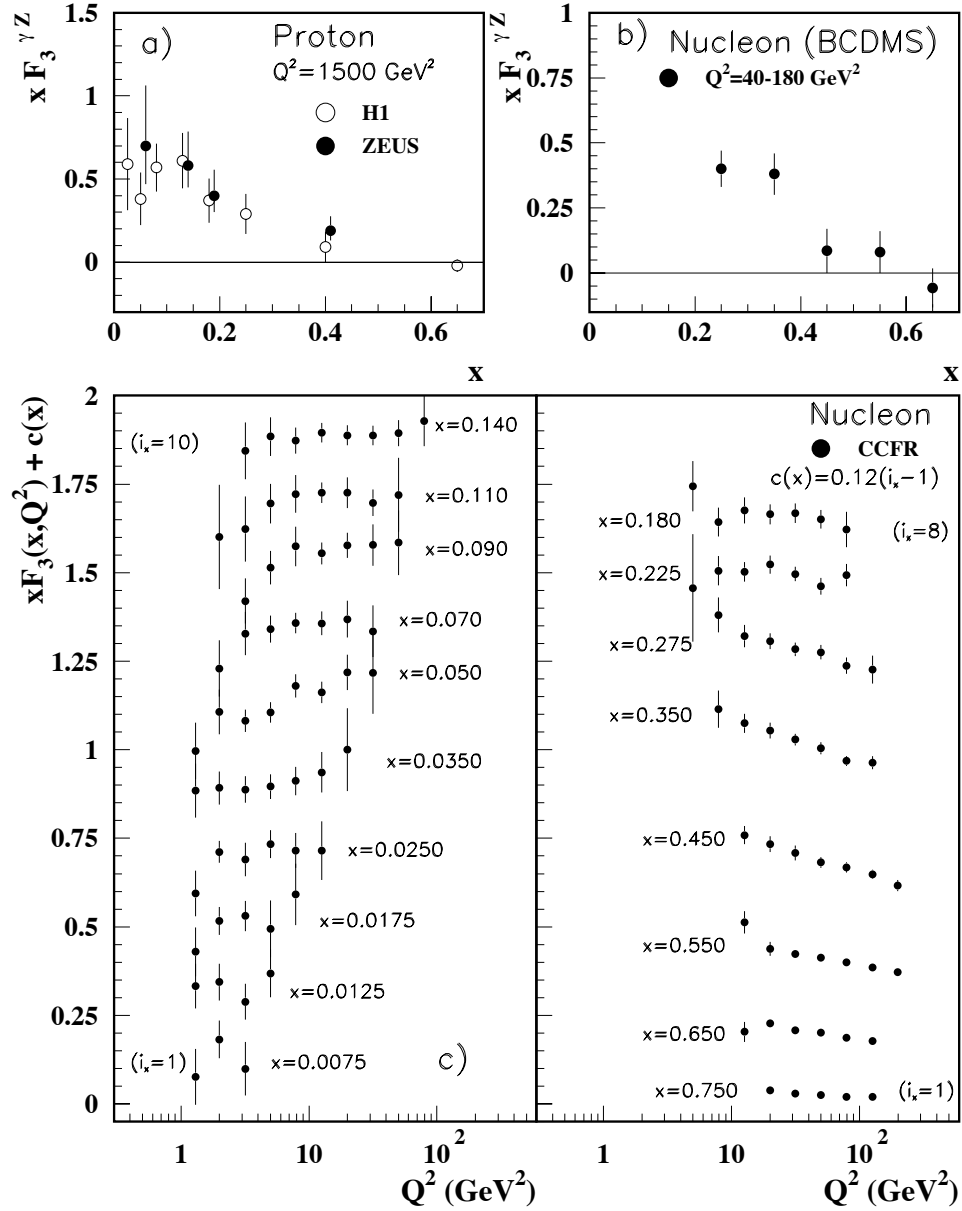 a)
Proton
Q²=1500 GeV²
H1
ZEUS
x F₃ γZ
1.5
1
0.5
0
0
0.2
0.4
0.6
x
b)
Nucleon (BCDMS)
Q²=40-180 GeV²
x F₃ γZ
1
0.75
0.5
0.25
0
0
0.2
0.4
0.6
x
xF₃(x,Q²) + c(x)
2
1.75
1.5
1.25
1
0.75
0.5
0.25
0
(iₓ=10)
x=0.140
x=0.110
x=0.090
x=0.070
x=0.050
x=0.0350
x=0.0250
x=0.0175
x=0.0125
(iₓ=1)
x=0.0075
c)
1
10
10²
Q² (GeV²)
Nucleon
CCFR
c(x)=0.12(iₓ−1)
x=0.180
(iₓ=8)
x=0.225
x=0.275
x=0.350
x=0.450
x=0.550
x=0.650
x=0.750
(iₓ=1)
1
10
10²
Q² (GeV²)